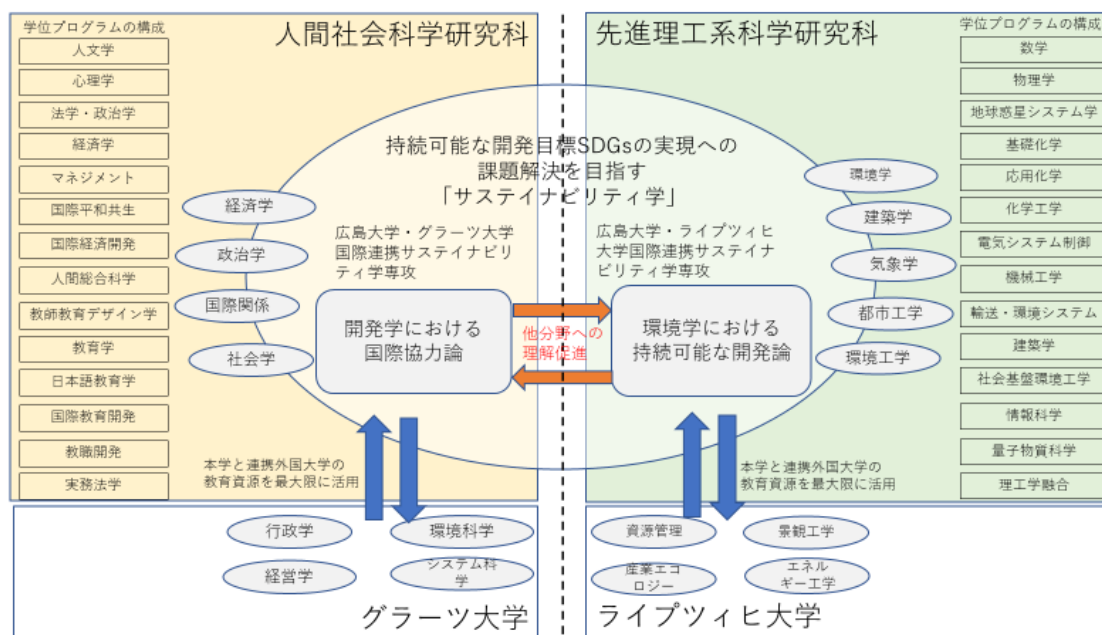 学位プログラムの構成
人文学
心理学
法学・政治学
経済学
マネジメント
国際平和共生
国際経済開発
人間総合科学
教師教育デザイン学
教育学
日本語教育学
国際教育開発
教職開発
実務法学
人間社会科学研究科
先進理工系科学研究科
学位プログラムの構成
数学
物理学
地球惑星システム学
基礎化学
応用化学
化学工学
電気システム制御
機械工学
輸送・環境システム
建築学
社会基盤環境工学
情報科学
量子物質科学
理工学融合
持続可能な開発目標SDGsの実現への
課題解決を目指す
「サステイナビリティ学」
経済学
政治学
国際関係
社会学
広島大学・グラーツ大学
国際連携サステイナビリ
ティ学専攻
開発学における
国際協力論
他分野への
理解促進
広島大学・ライプツィヒ
大学国際連携サステイナ
ビリティ学専攻
環境学における
持続可能な開発論
環境学
建築学
気象学
都市工学
環境工学
本学と連携外国大学の
教育資源を最大限に活用
本学と連携外国大学の
教育資源を最大限に活用
行政学
環境科学
経営学
システム科
学
グラーツ大学
資源管理
景観工学
産業エコ
ロジー
エネル
ギー工学
ライプツィヒ大学